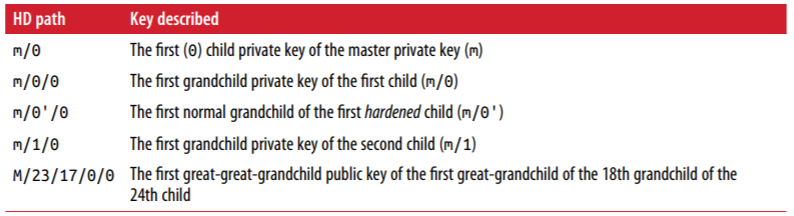 HD path Key described
m/0 The first (0) child private key of the master private key (m)
m/0/0 The first grandchild private key of the first child (m/0)
m/0'/0 The first normal grandchild of the first hardened child (m/0')
m/1/0 The first grandchild private key of the second child (m/1)
M/23/17/0/0 The first great-great-grandchild public key of the first great-grandchild of the 18th grandchild of the
24th child